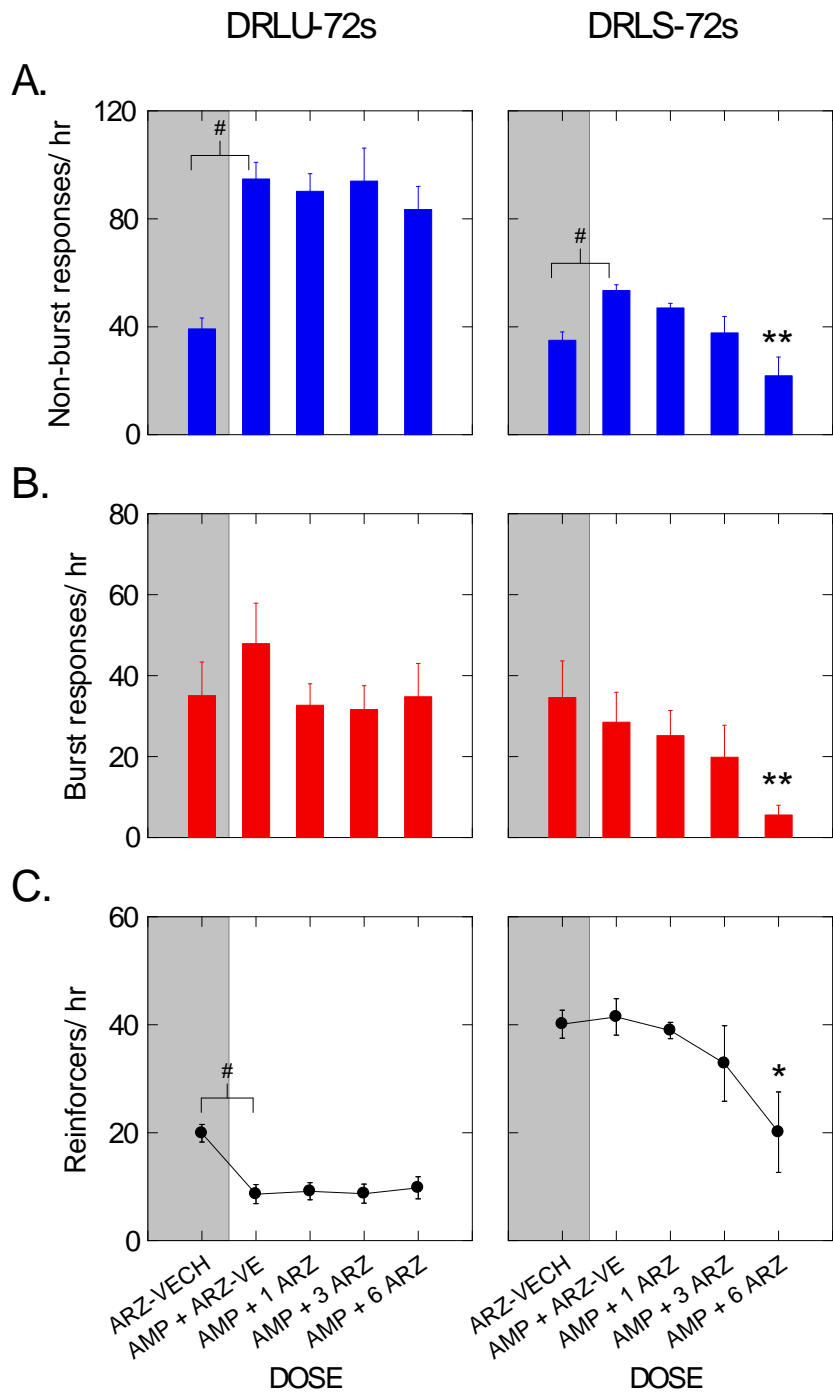 DRLU-72s DRLS-72s
A.
Non-burst responses/ hr
120
80
40
0
#
#
**
B.
Burst responses/ hr
80
60
40
20
0
**
C.
Reinforcers/ hr
60
40
20
0
#
*
ARZ-VECH
AMP + ARZ-VE
AMP + 1 ARZ
AMP + 3 ARZ
AMP + 6 ARZ
ARZ-VECH
AMP + ARZ-VE
AMP + 1 ARZ
AMP + 3 ARZ
AMP + 6 ARZ
DOSE DOSE